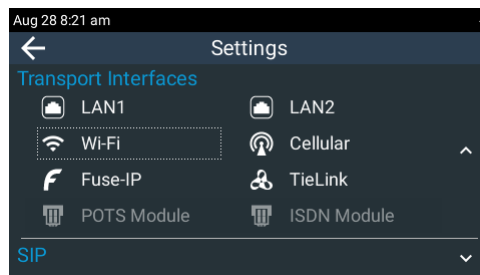 Aug 28 8:21 am
Settings
Transport Interfaces
LAN1 LAN2
Wi-Fi Cellular
Fuse-IP TieLink
POTS Module ISDN Module
SIP